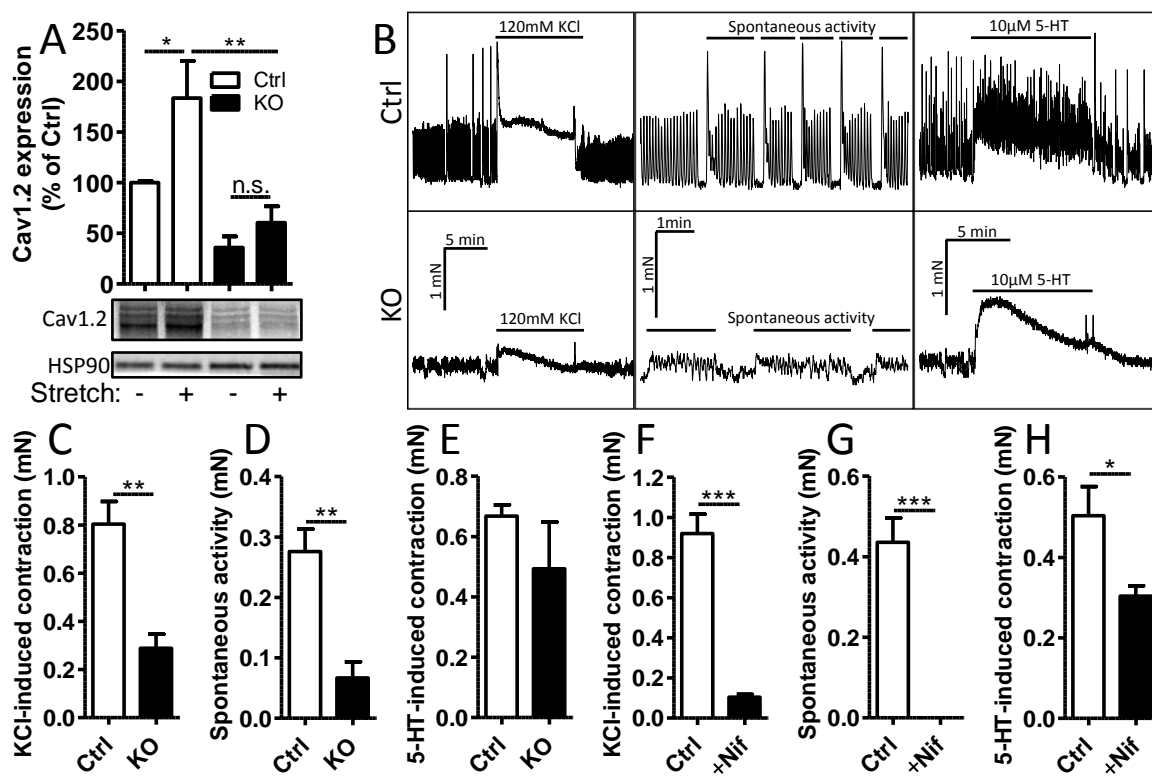 A
Cav1.2 expression
(% of Ctrl)
250
200
150
100
50
0
*
**
n.s.
Ctrl
KO
Cav1.2
HSP90
Stretch: - + - +
B
Ctrl
KO
120mM KCl
Spontaneous activity
10µM 5-HT
5 min
1 mN
120mM KCl
1min
1 mN
Spontaneous activity
5 min
1 mN
10µM 5-HT
C
KCl-induced contraction (mN)
1.0
0.8
0.6
0.4
0.2
0.0
**
Ctrl
KO
D
Spontaneous activity (mN)
0.4
0.3
0.2
0.1
0.0
**
Ctrl
KO
E
5-HT-induced contraction (mN)
0.8
0.6
0.4
0.2
0.0
Ctrl
KO
F
KCl-induced contraction (mN)
1.2
1.0
0.8
0.6
0.4
0.2
0.0
***
Ctrl
+Nif
G
Spontaneous activity (mN)
0.6
0.4
0.2
0.0
***
Ctrl
+Nif
H
5-HT-induced contraction (mN)
0.6
0.4
0.2
0.0
*
Ctrl
+Nif